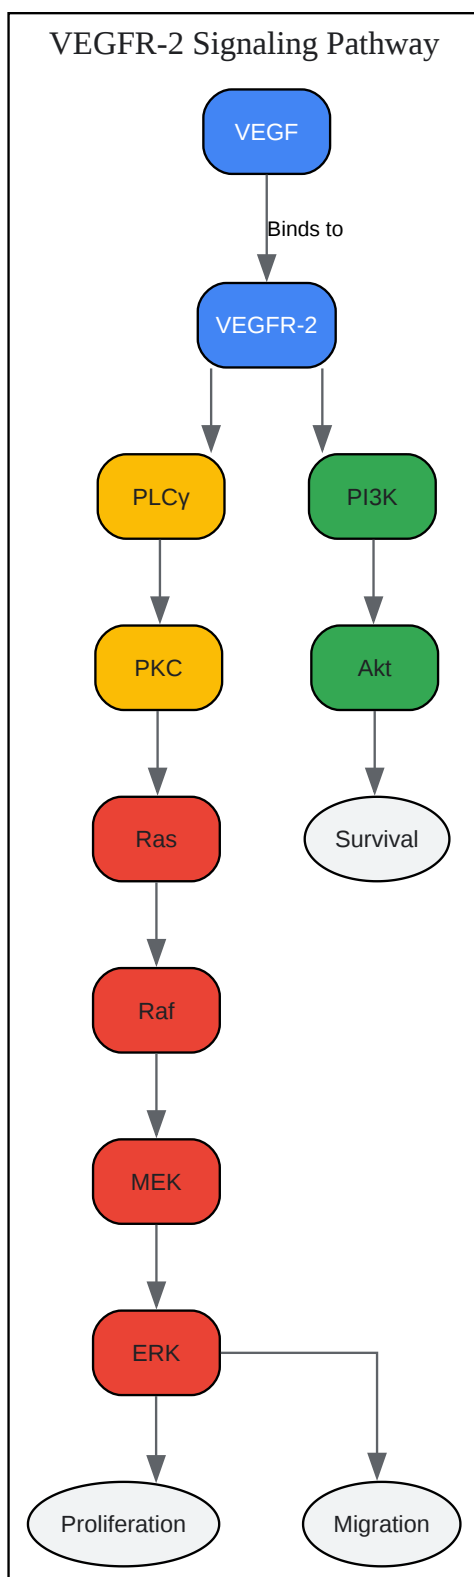 VEGFR-2 Signaling Pathway
VEGF
Binds to
VEGFR-2
PLCγ
PI3K
PKC
Akt
Ras
Survival
Raf
MEK
ERK
Proliferation
Migration